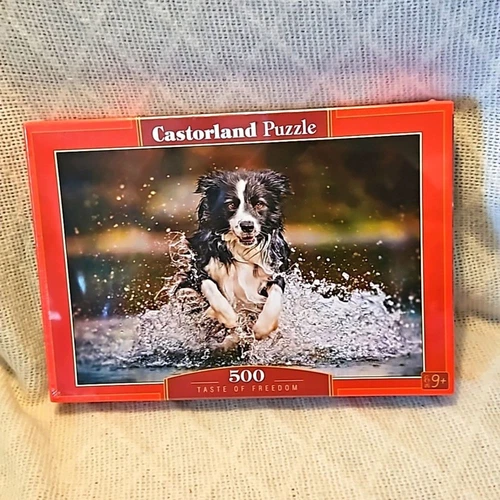 Castorland Puzzle
500
TASTE OF FREEDOM
9+